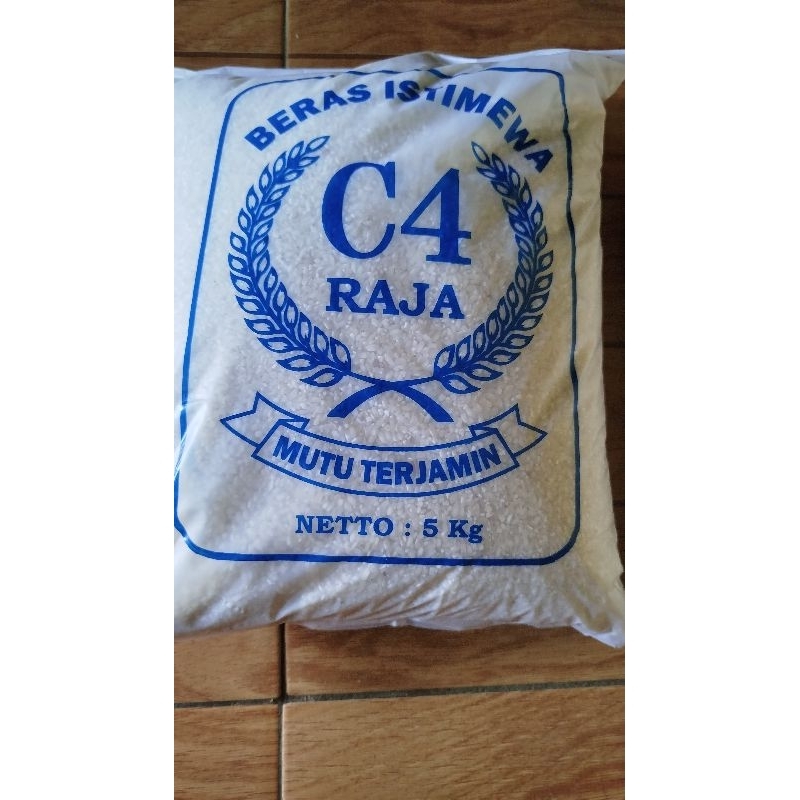 BERAS ISTIMEWA
C4
RAJA
MUTU TERJAMIN
NETTO : 5 Kg